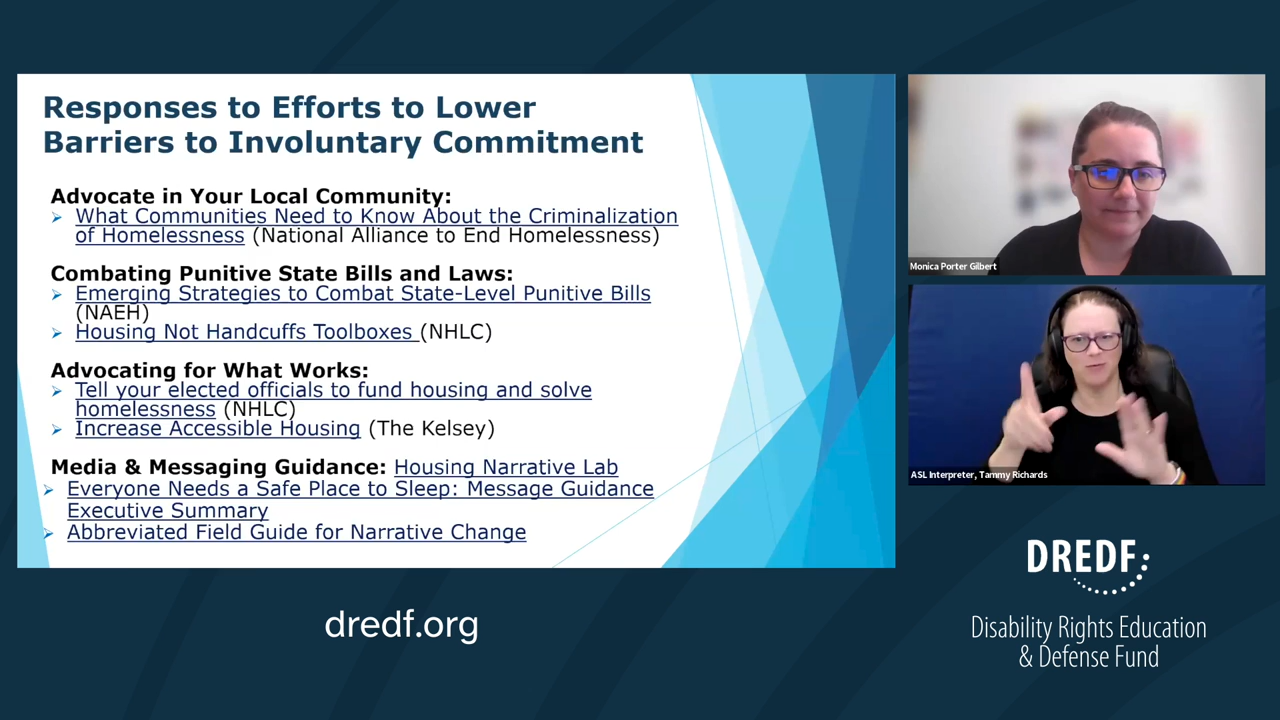 Responses to Efforts to Lower
Barriers to Involuntary Commitment
Advocate in Your Local Community:
What Communities Need to Know About the Criminalization
of Homelessness (National Alliance to End Homelessness)
Combating Punitive State Bills and Laws:
Emerging Strategies to Combat State-Level Punitive Bills
(NAEH)
Housing Not Handcuffs Toolboxes (NHLC)
Advocating for What Works:
Tell your elected officials to fund housing and solve
homelessness (NHLC)
Increase Accessible Housing (The Kelsey)
Media & Messaging Guidance: Housing Narrative Lab
Everyone Needs a Safe Place to Sleep: Message Guidance
Executive Summary
Abbreviated Field Guide for Narrative Change
Monica Porter Gilbert
ASL Interpreter, Tammy Richards
dredf.org
DREDF
Disability Rights Education
& Defense Fund